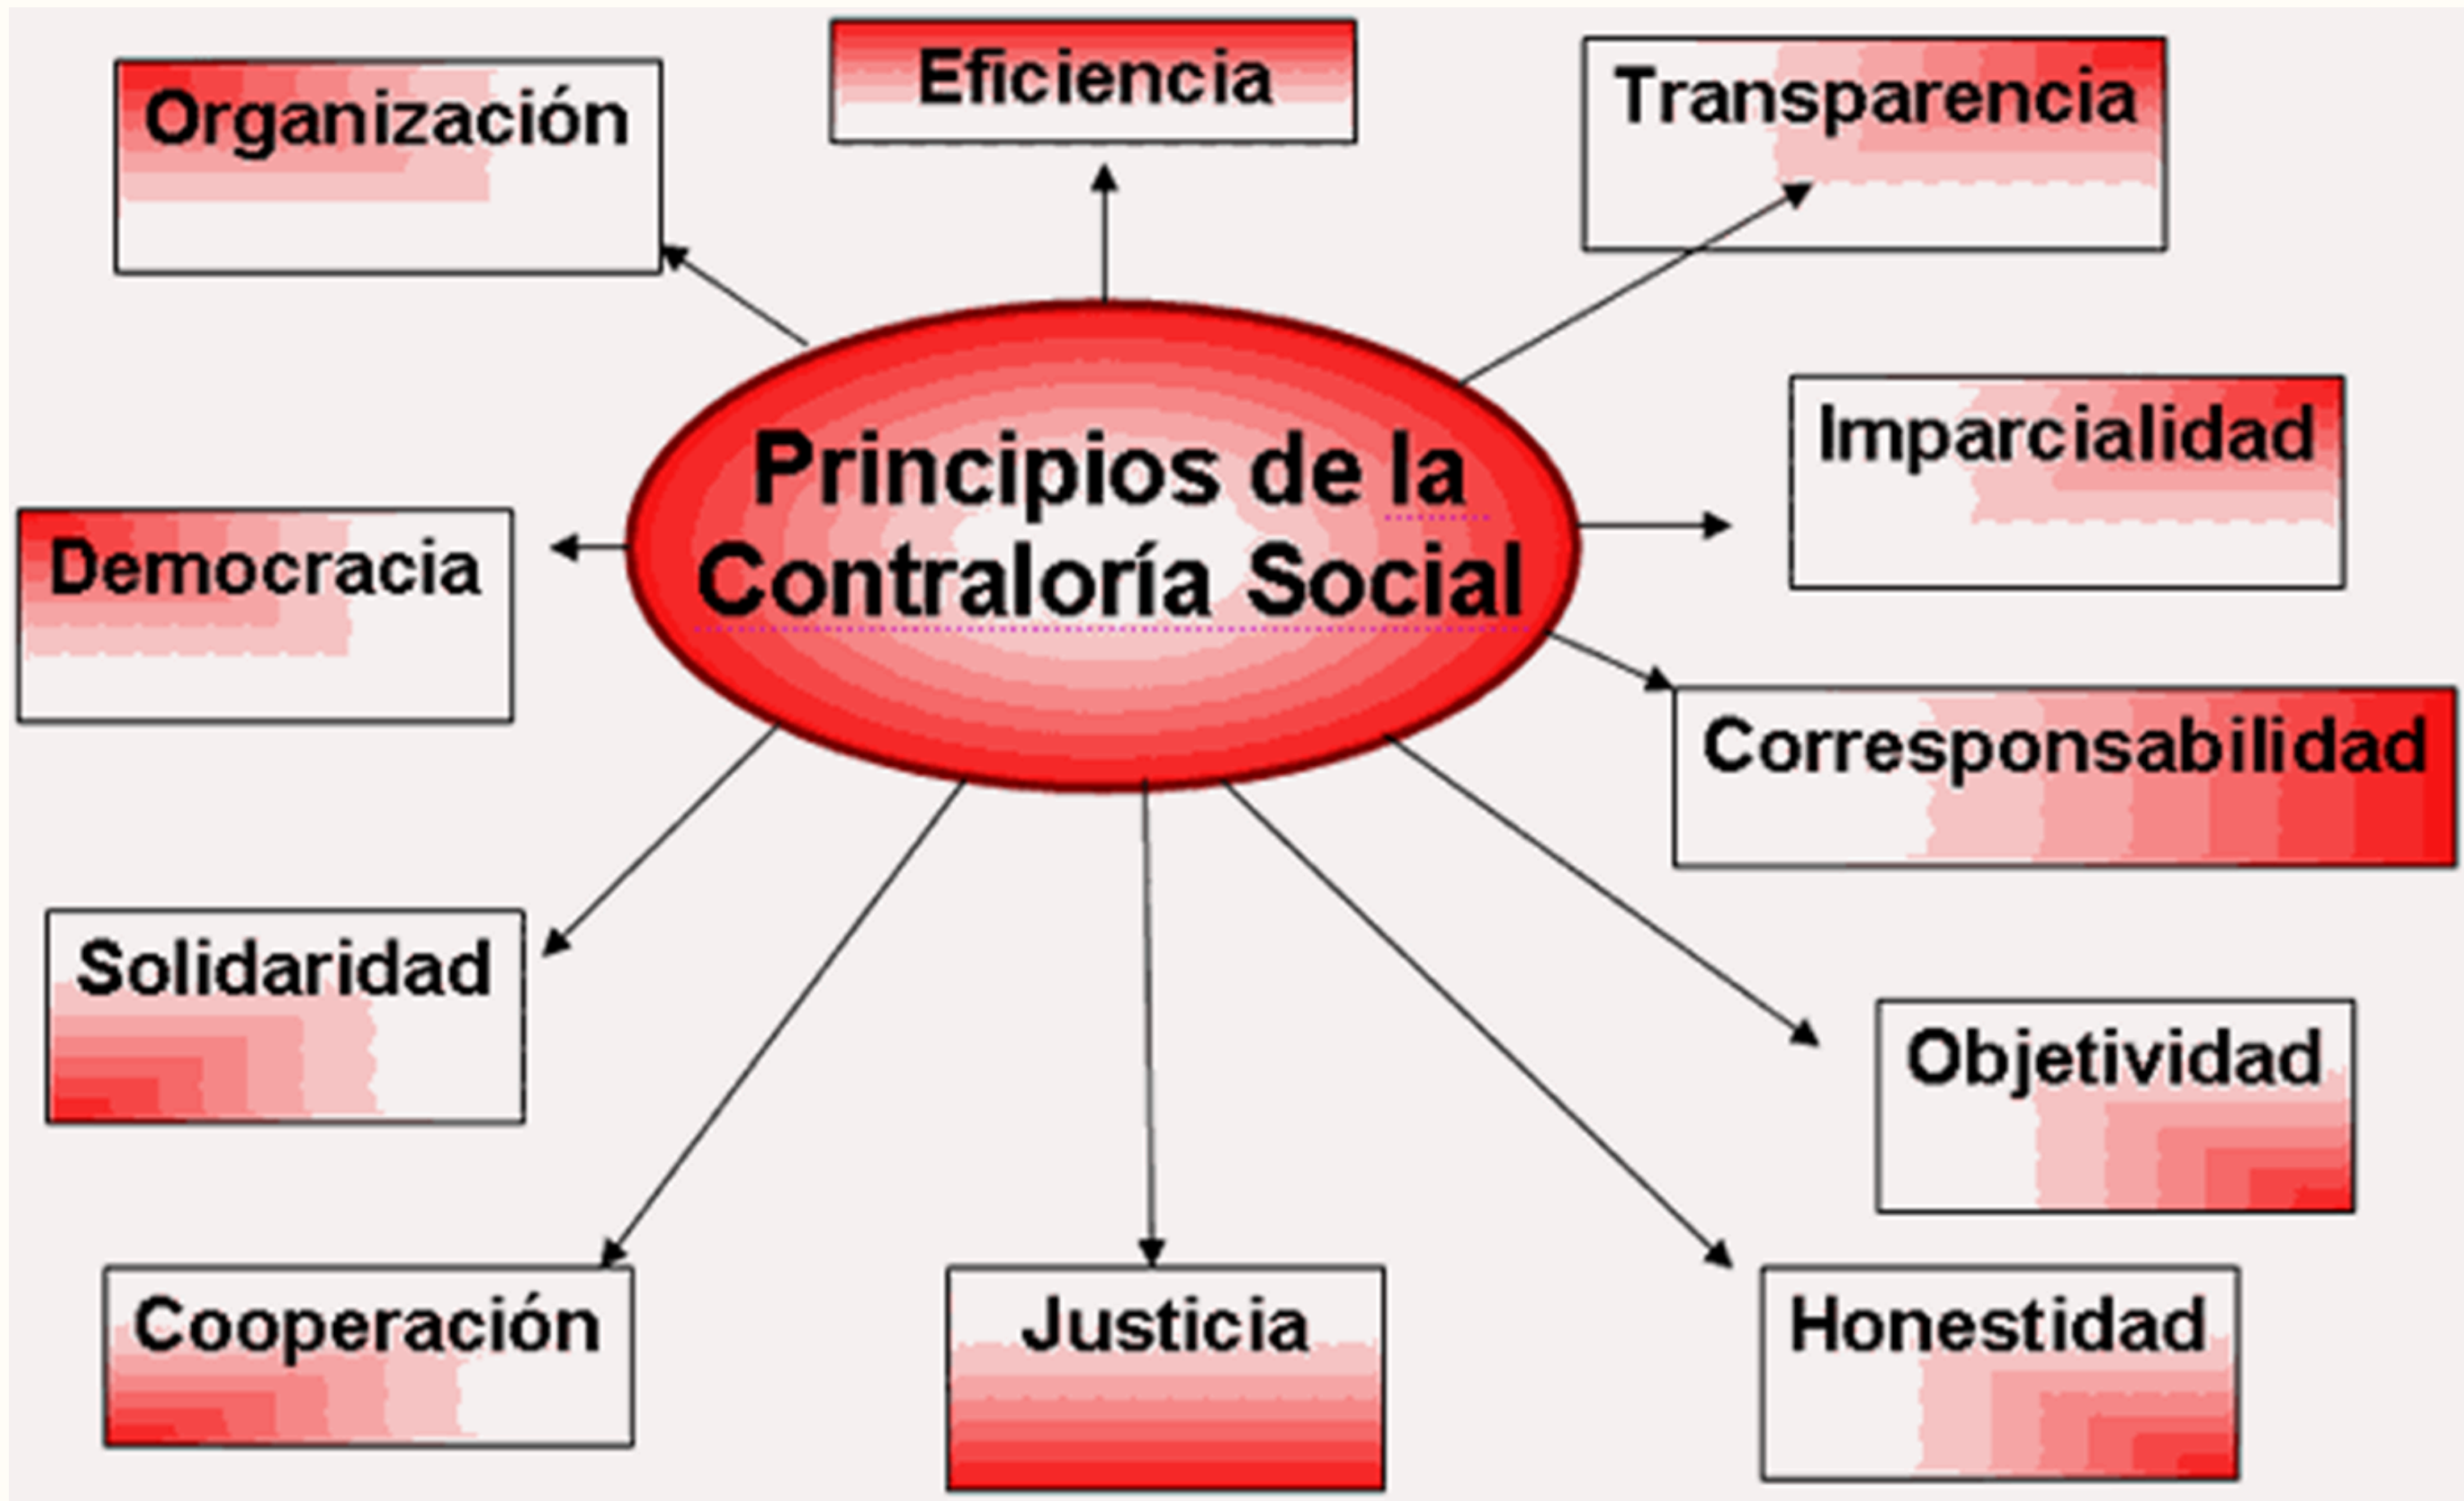 Organización
Eficiencia
Transparencia
Principios de la
Contraloría Social
Imparcialidad
Democracia
Corresponsabilidad
Solidaridad
Objetividad
Cooperación
Justicia
Honestidad